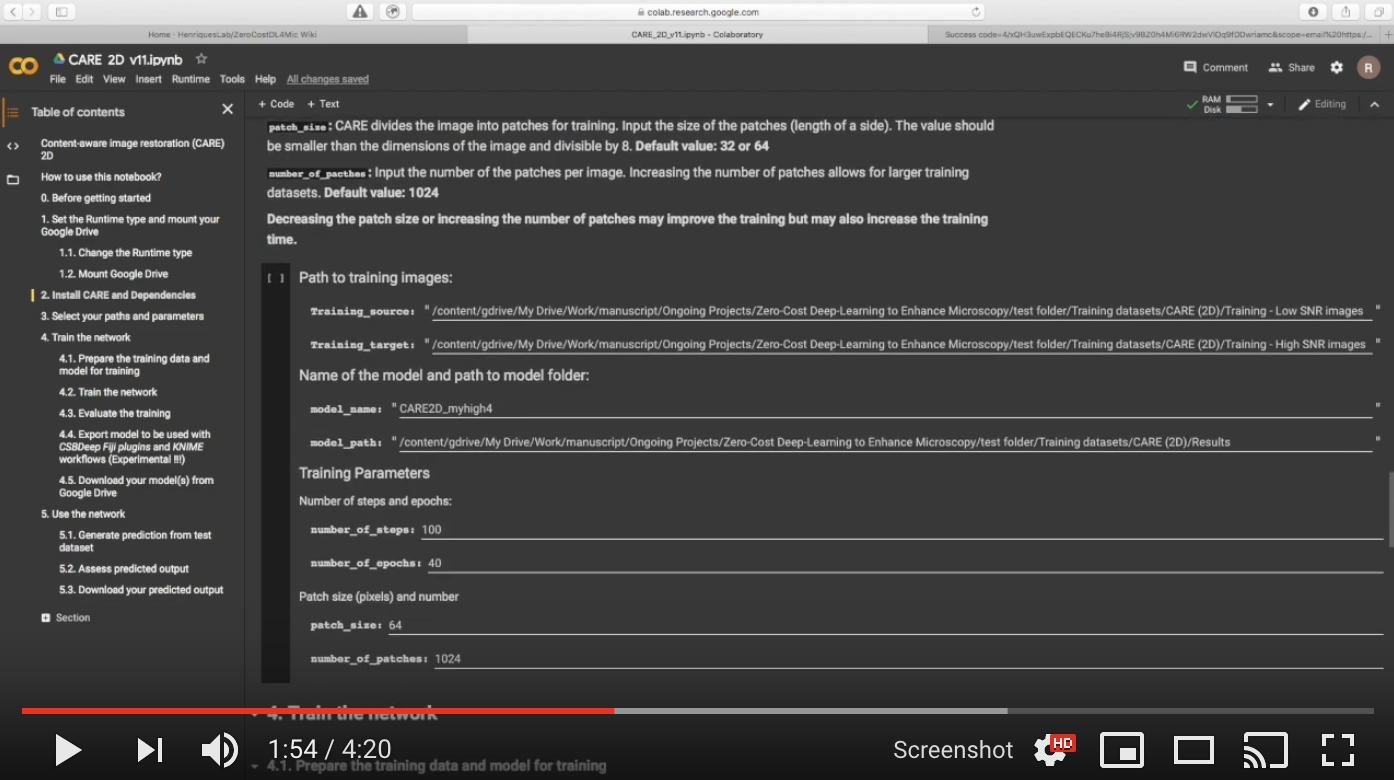 colab.research.google.com
Home - HenriquesLab/ZeroCostDL4Mic Wiki
CARE_2D_v11.ipynb - Colaboratory
CARE 2D v11.ipynb
File Edit View Insert Runtime Tools Help All changes saved
Comment Share R
Table of contents
+ Code + Text
RAM
Disk
Editing
Content-aware image restoration (CARE)
2D
How to use this notebook?
0. Before getting started
1. Set the Runtime type and mount your
Google Drive
1.1. Change the Runtime type
1.2. Mount Google Drive
2. Install CARE and Dependencies
3. Select your paths and parameters
4. Train the network
4.1. Prepare the training data and
model for training
4.2. Train the network
4.3. Evaluate the training
4.4. Export model to be used with
CSBDeep Fiji plugins and KNIME
workflows (Experimental !!!)
4.5. Download your model(s) from
Google Drive
5. Use the network
5.1. Generate prediction from test
dataset
5.2. Assess predicted output
5.3. Download your predicted output
Section
patch_size: CARE divides the image into patches for training. Input the size of the patches (length of a side). The value should
be smaller than the dimensions of the image and divisible by 8. Default value: 32 or 64
number_of_pacthes: Input the number of the patches per image. Increasing the number of patches allows for larger training
datasets. Default value: 1024
Decreasing the patch size or increasing the number of patches may improve the training but may also increase the training
time.
[ ] Path to training images:
Training_source: "/content/gdrive/My Drive/Work/manuscript/Ongoing Projects/Zero-Cost Deep-Learning to Enhance Microscopy/test folder/Training datasets/CARE (2D)/Training - Low SNR images "
Training_target: "/content/gdrive/My Drive/Work/manuscript/Ongoing Projects/Zero-Cost Deep-Learning to Enhance Microscopy/test folder/Training datasets/CARE (2D)/Training - High SNR images "
Name of the model and path to model folder:
model_name: "CARE2D_myhigh4 "
model_path: "/content/gdrive/My Drive/Work/manuscript/Ongoing Projects/Zero-Cost Deep-Learning to Enhance Microscopy/test folder/Training datasets/CARE (2D)/Results "
Training Parameters
Number of steps and epochs:
number_of_steps: 100
number_of_epochs: 40
Patch size (pixels) and number
patch_size: 64
number_of_patches: 1024
4. Train the network
4.1. Prepare the training data and model for training
1:54 / 4:20
Screenshot
HD